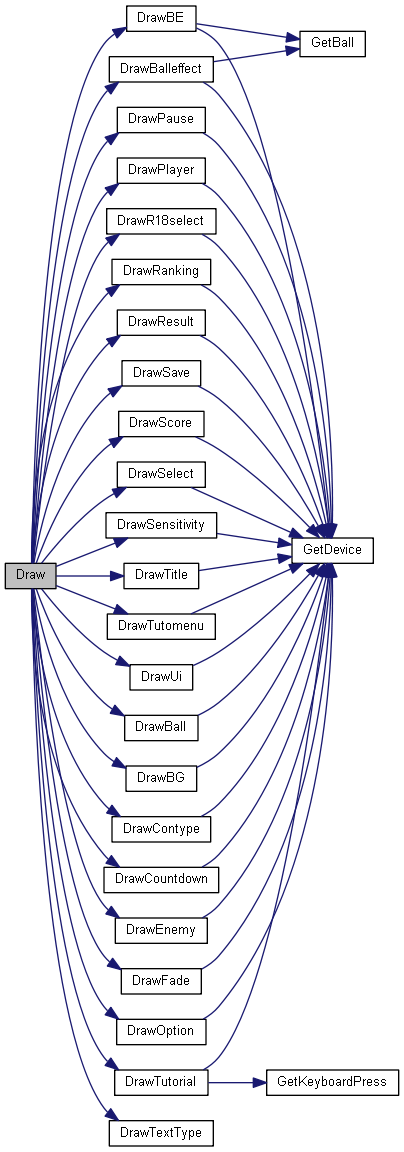 DrawBE
GetBall
DrawBalleffect
DrawPause
DrawPlayer
DrawR18select
DrawRanking
DrawResult
DrawSave
DrawScore
DrawSelect
DrawSensitivity
GetDevice
Draw
DrawTitle
DrawTutomenu
DrawUi
DrawBall
DrawBG
DrawContype
DrawCountdown
DrawEnemy
DrawFade
DrawOption
DrawTutorial
GetKeyboardPress
DrawTextType